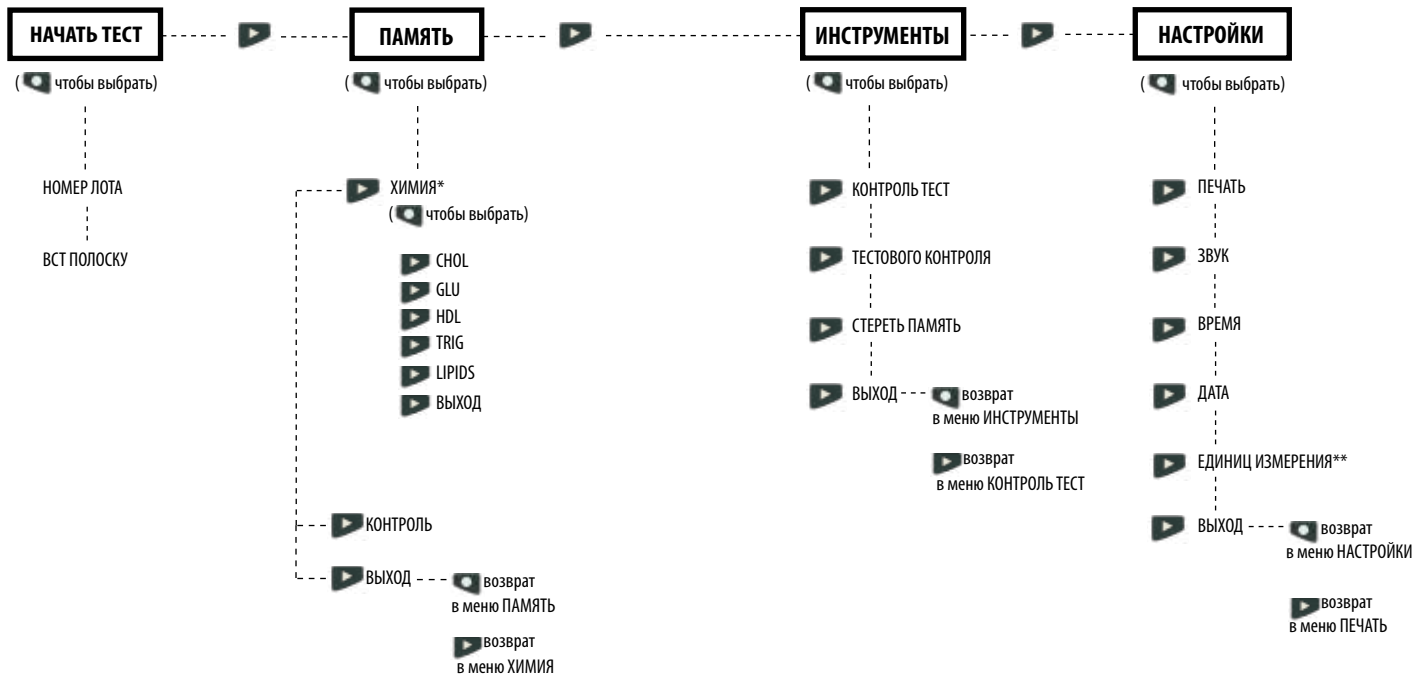 НАЧАТЬ ТЕСТ
( чтобы выбрать)
НОМЕР ЛОТА
ВСТ ПОЛОСКУ
ПАМЯТЬ
( чтобы выбрать)
ХИМИЯ*
( чтобы выбрать)
CHOL
GLU
HDL
TRIG
LIPIDS
ВЫХОД
КОНТРОЛЬ
ВЫХОД
возврат
в меню ПАМЯТЬ
возврат
в меню ХИМИЯ
ИНСТРУМЕНТЫ
( чтобы выбрать)
КОНТРОЛЬ ТЕСТ
ТЕСТОВОГО КОНТРОЛЯ
СТЕРЕТЬ ПАМЯТЬ
ВЫХОД
возврат
в меню ИНСТРУМЕНТЫ
возврат
в меню КОНТРОЛЬ ТЕСТ
НАСТРОЙКИ
( чтобы выбрать)
ПЕЧАТЬ
ЗВУК
ВРЕМЯ
ДАТА
ЕДИНИЦ ИЗМЕРЕНИЯ**
ВЫХОД
возврат
в меню НАСТРОЙКИ
возврат
в меню ПЕЧАТЬ